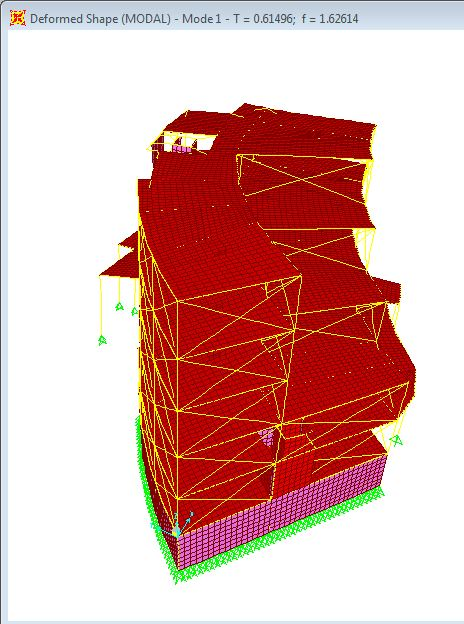 Deformed Shape (MODAL) - Mode 1 - T = 0.61496;  f = 1.62614